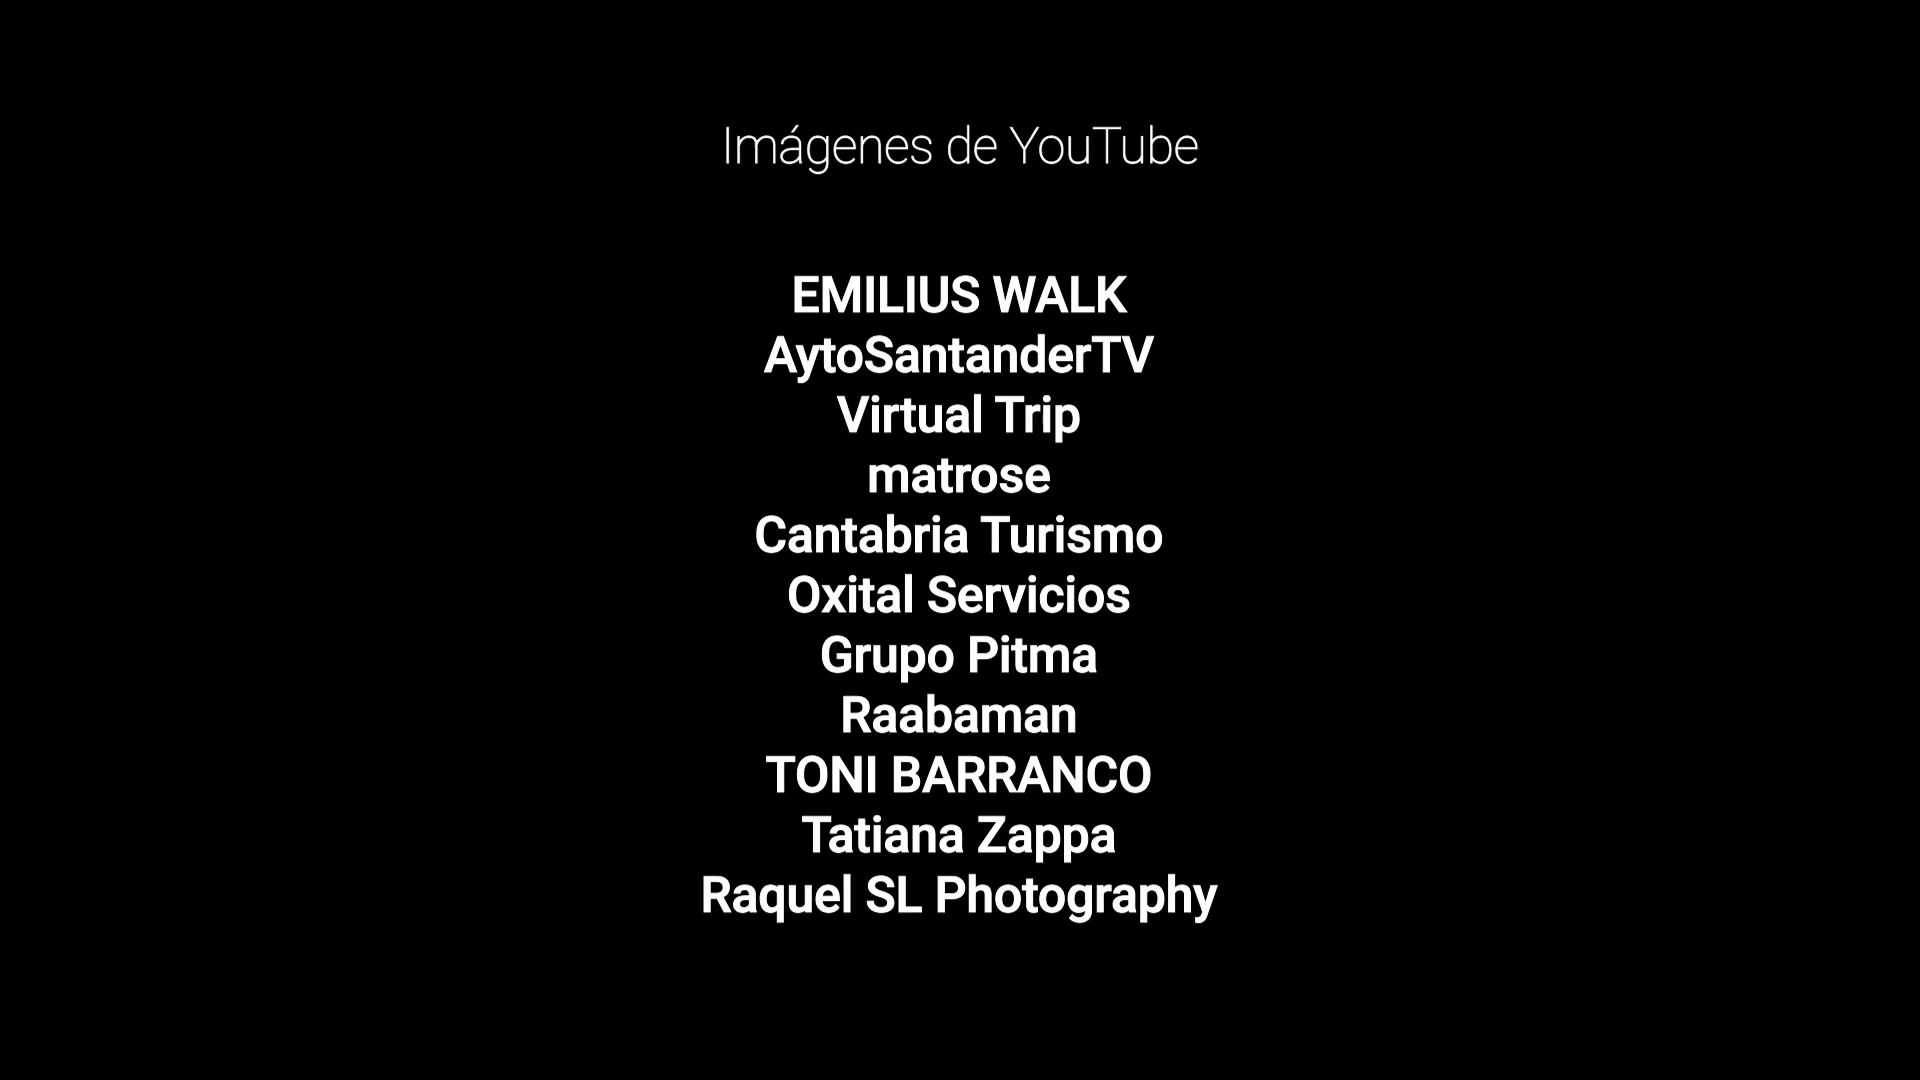 Imágenes de YouTube
EMILIUS WALK
AytoSantanderTV
Virtual Trip
matrose
Cantabria Turismo
Oxital Servicios
Grupo Pitma
Raabaman
TONI BARRANCO
Tatiana Zappa
Raquel SL Photography